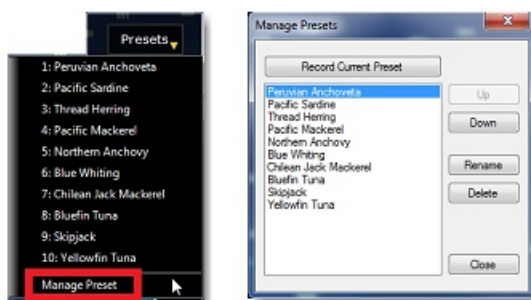 Presets
1: Peruvian Anchoveta
2: Pacific Sardine
3: Thread Herring
4: Pacific Mackerel
5: Northern Anchovy
6: Blue Whiting
7: Chilean Jack Mackerel
8: Bluefin Tuna
9: Skipjack
10: Yellowfin Tuna
Manage Preset
Manage Presets
Record Current Preset
Peruvian Anchoveta
Pacific Sardine
Thread Herring
Pacific Mackerel
Northern Anchovy
Blue Whiting
Chilean Jack Mackerel
Bluefin Tuna
Skipjack
Yellowfin Tuna
Up
Down
Rename
Delete
Close